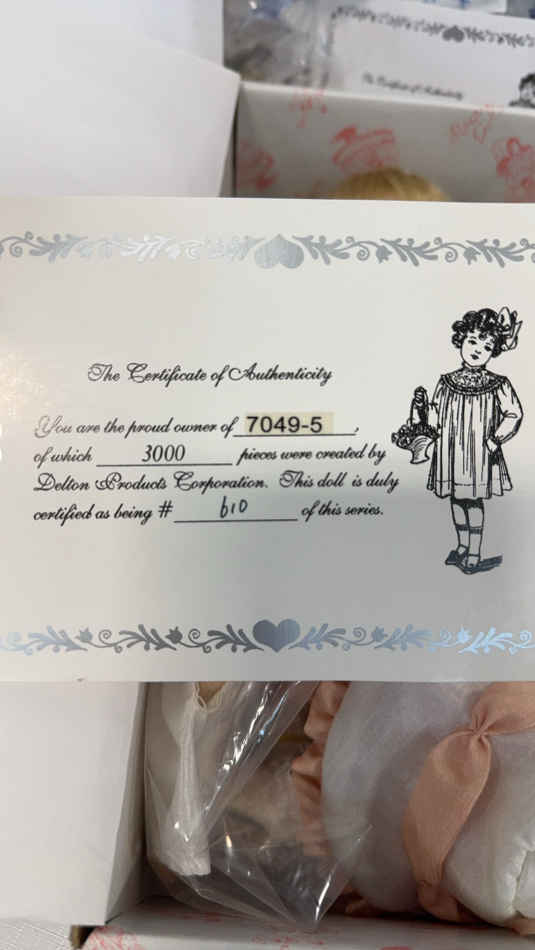 The Certificate of Authenticity
You are the proud owner of 7049-5,
of which 3000 pieces were created by
Delton Products Corporation. This doll is duly
certified as being # 610 of this series.